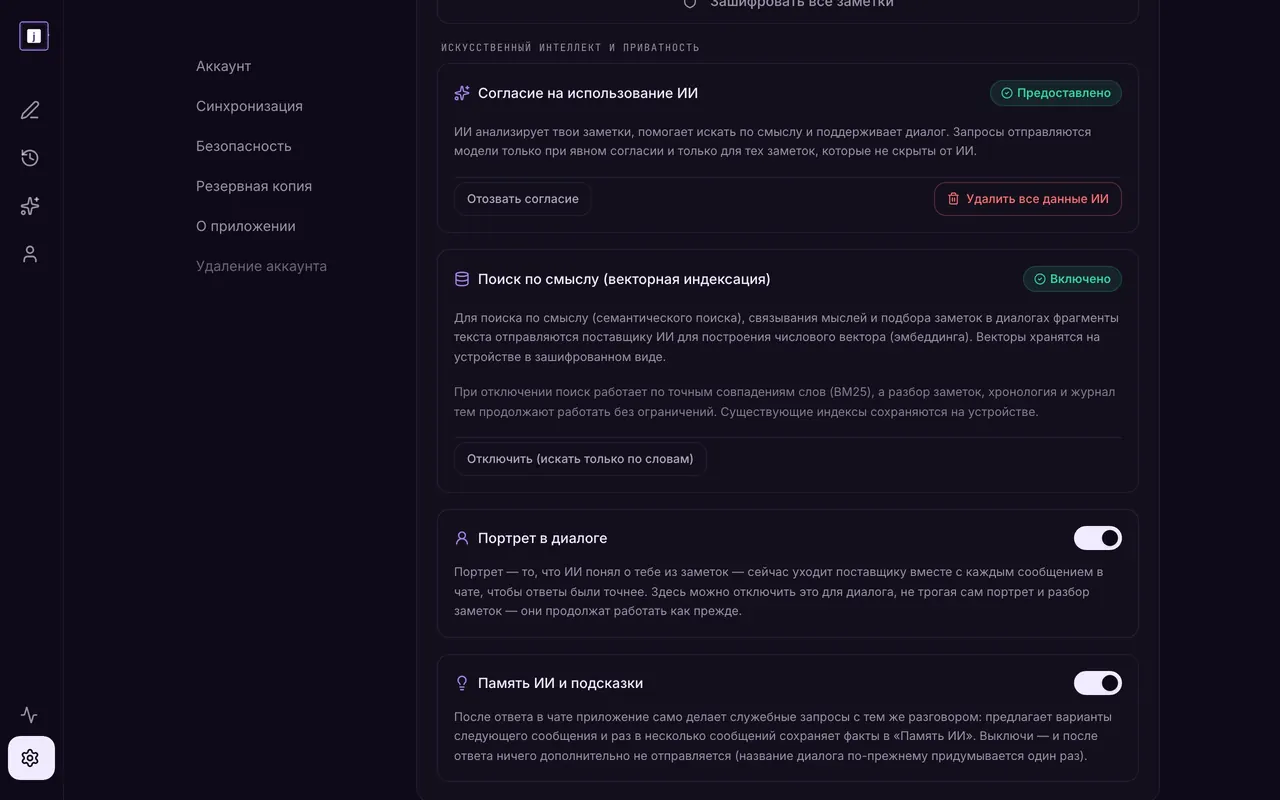 j
Зашифровать все заметки
ИСКУССТВЕННЫЙ ИНТЕЛЛЕКТ И ПРИВАТНОСТЬ
Аккаунт
Синхронизация
Безопасность
Резервная копия
О приложении
Удаление аккаунта
Согласие на использование ИИ
Предоставлено
ИИ анализирует твои заметки, помогает искать по смыслу и поддерживает диалог. Запросы отправляются
модели только при явном согласии и только для тех заметок, которые не скрыты от ИИ.
Отозвать согласие
Удалить все данные ИИ
Поиск по смыслу (векторная индексация)
Включено
Для поиска по смыслу (семантического поиска), связывания мыслей и подбора заметок в диалогах фрагменты
текста отправляются поставщику ИИ для построения числового вектора (эмбеддинга). Векторы хранятся на
устройстве в зашифрованном виде.
При отключении поиск работает по точным совпадениям слов (BM25), а разбор заметок, хронология и журнал
тем продолжают работать без ограничений. Существующие индексы сохраняются на устройстве.
Отключить (искать только по словам)
Портрет в диалоге
Портрет — то, что ИИ понял о тебе из заметок — сейчас уходит поставщику вместе с каждым сообщением в
чате, чтобы ответы были точнее. Здесь можно отключить это для диалога, не трогая сам портрет и разбор
заметок — они продолжат работать как прежде.
Память ИИ и подсказки
После ответа в чате приложение само делает служебные запросы с тем же разговором: предлагает варианты
следующего сообщения и раз в несколько сообщений сохраняет факты в «Память ИИ». Выключи — и после
ответа ничего дополнительно не отправляется (название диалога по-прежнему придумывается один раз).